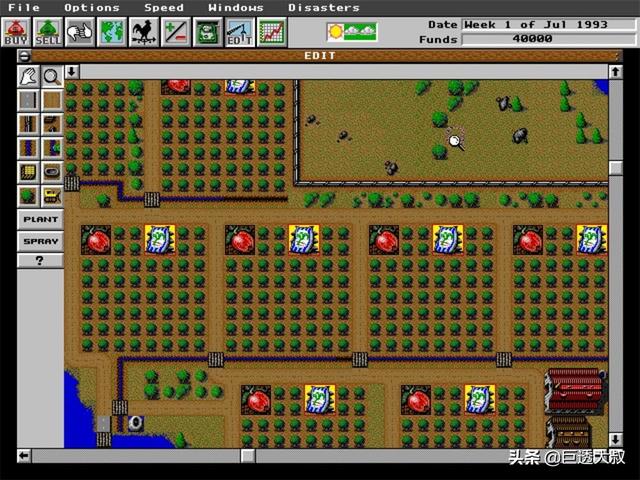 File Options Speed Windows Disasters
BUY SELL EDIT
Date Week 1 of Jul 1993
Funds 40000
EDIT
PLANT
SPRAY
?
头条 @巨透大叔